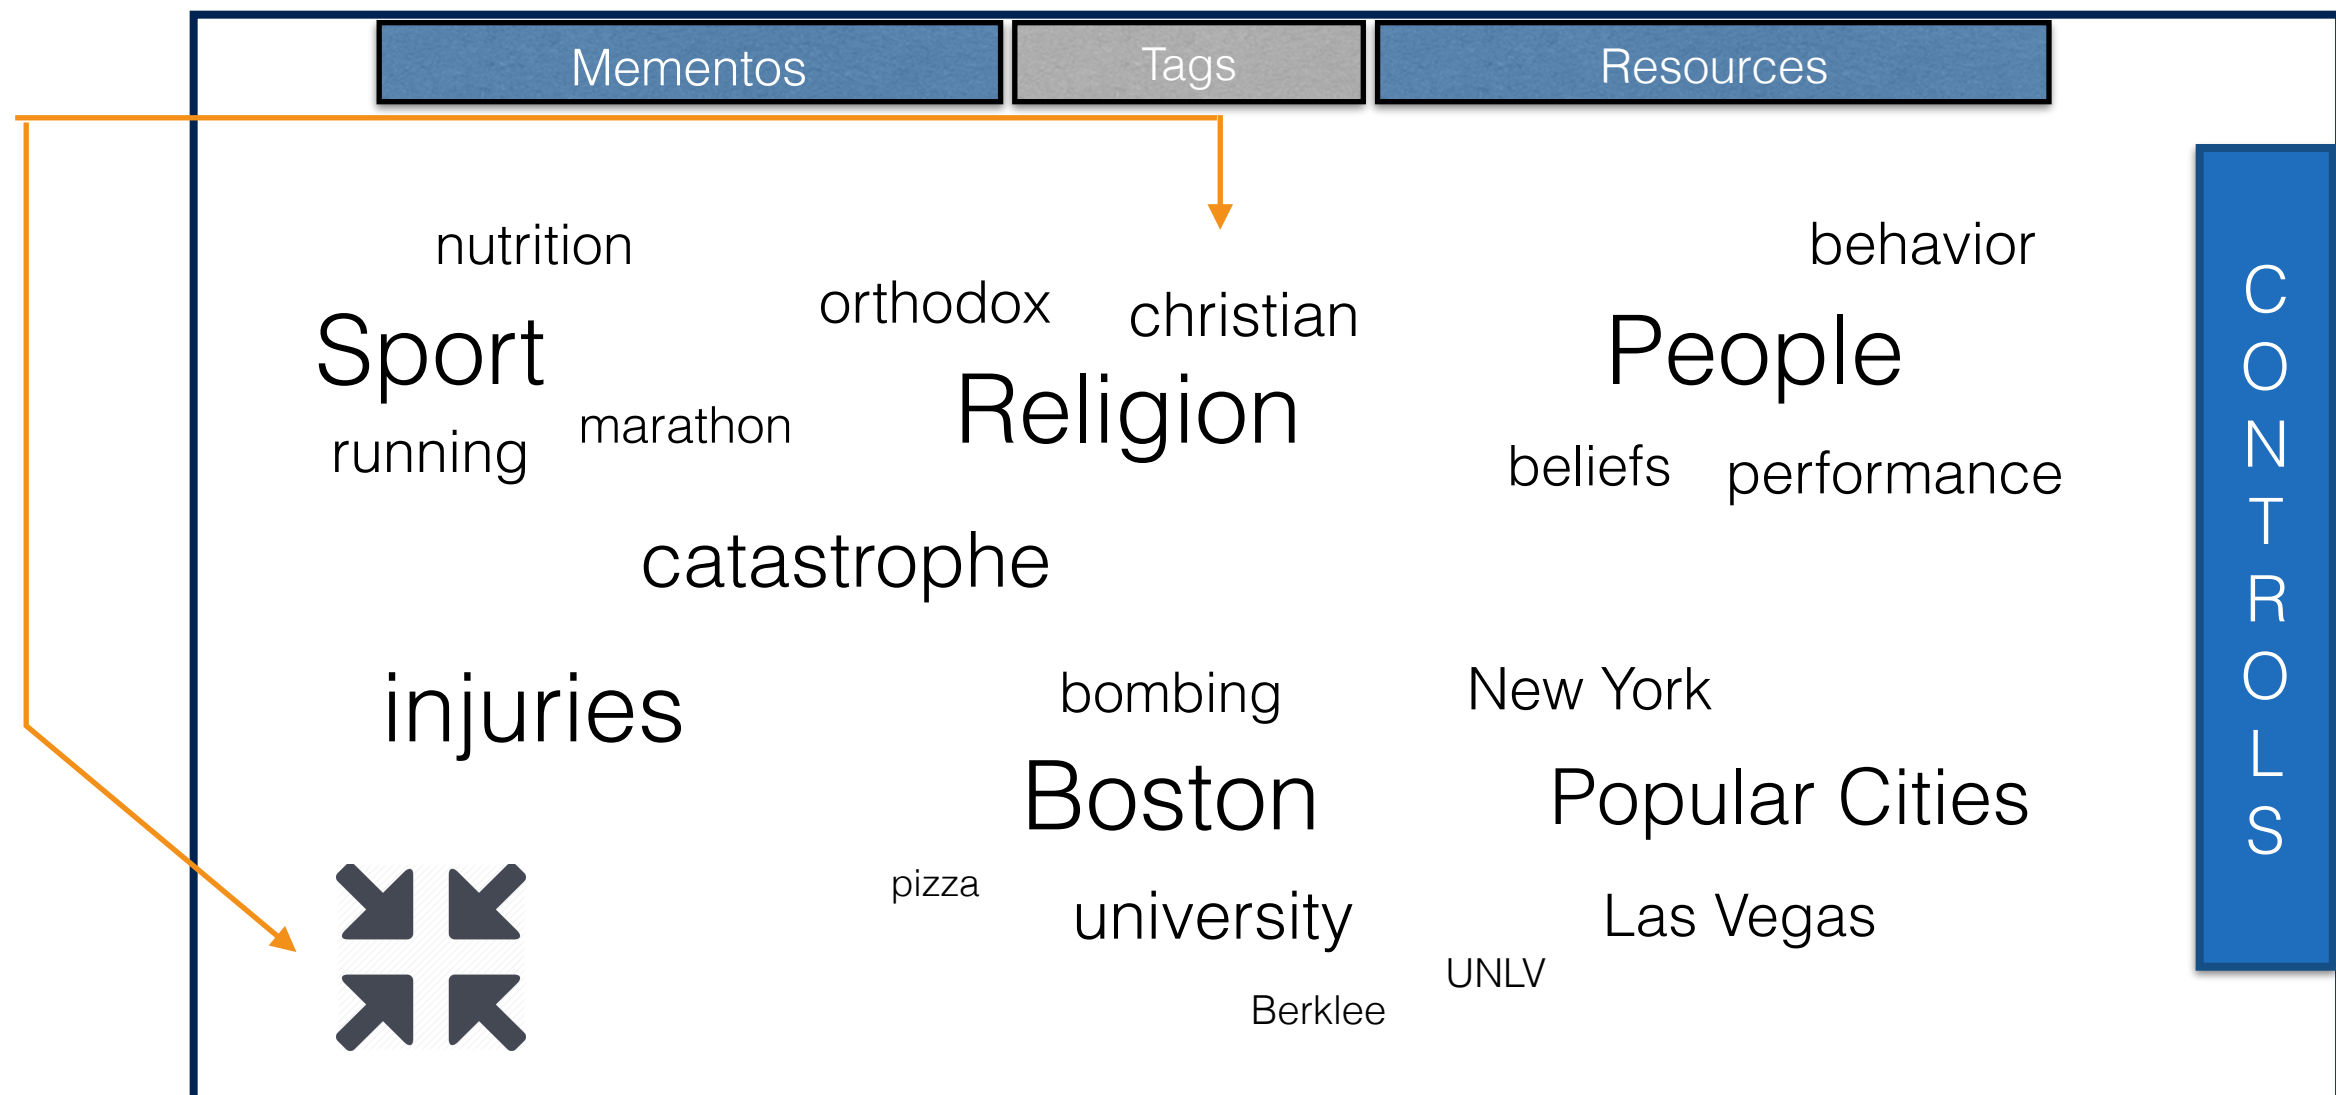 Mementos
Tags
Resources
nutrition
behavior
orthodox
christian
Sport
People
Religion
marathon
running
beliefs
performance
catastrophe
injuries
bombing
New York
Boston
Popular Cities
pizza
university
Las Vegas
UNLV
Berklee
CONTROLS